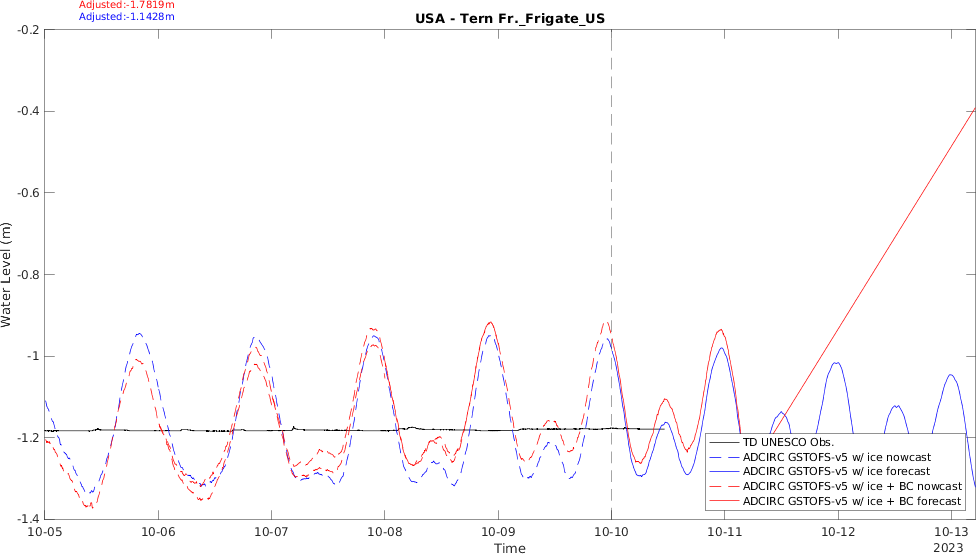 Adjusted:-1.7819m
Adjusted:-1.1428m
USA - Tern Fr._Frigate_US
-0.2
-0.4
-0.6
-0.8
-1
-1.2
-1.4
Water Level (m)
TD UNESCO Obs.
ADCIRC GSTOFS-v5 w/ ice nowcast
ADCIRC GSTOFS-v5 w/ ice forecast
ADCIRC GSTOFS-v5 w/ ice + BC nowcast
ADCIRC GSTOFS-v5 w/ ice + BC forecast
10-05 10-06 10-07 10-08 10-09 10-10 10-11 10-12 10-13
Time
2023